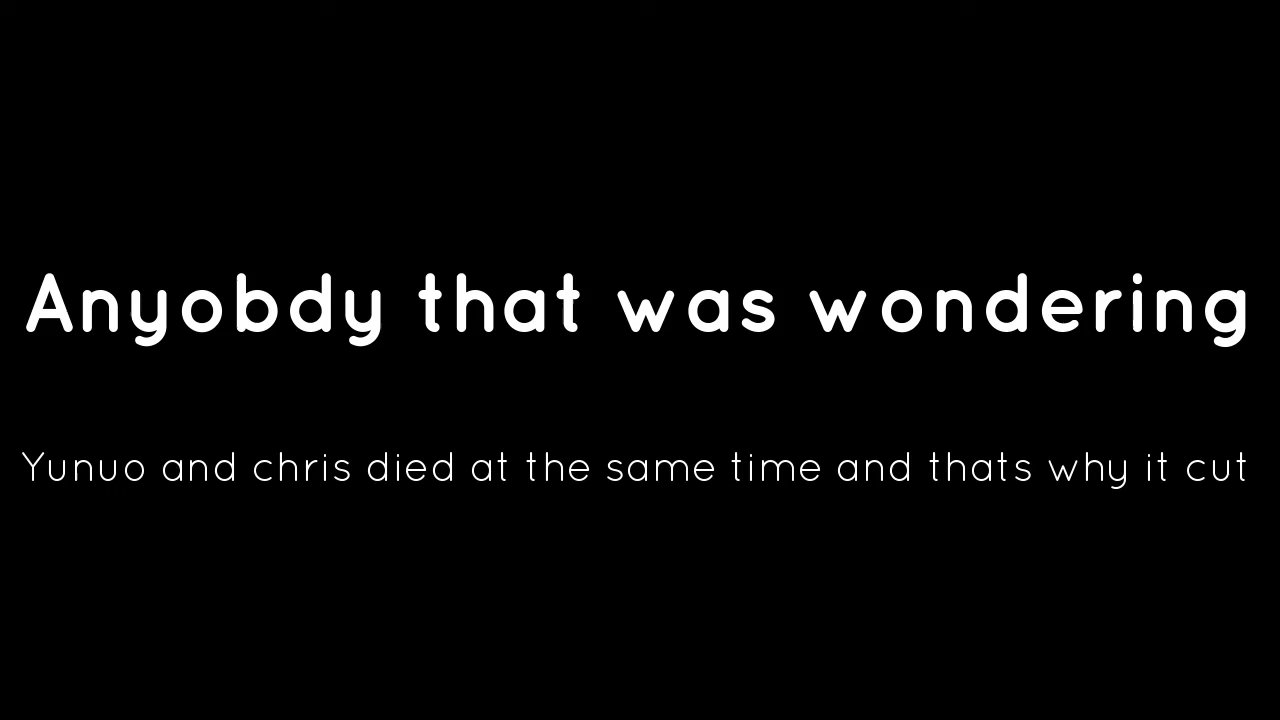 Anyobdy that was wondering
Yunuo and chris died at the same time and thats why it cut